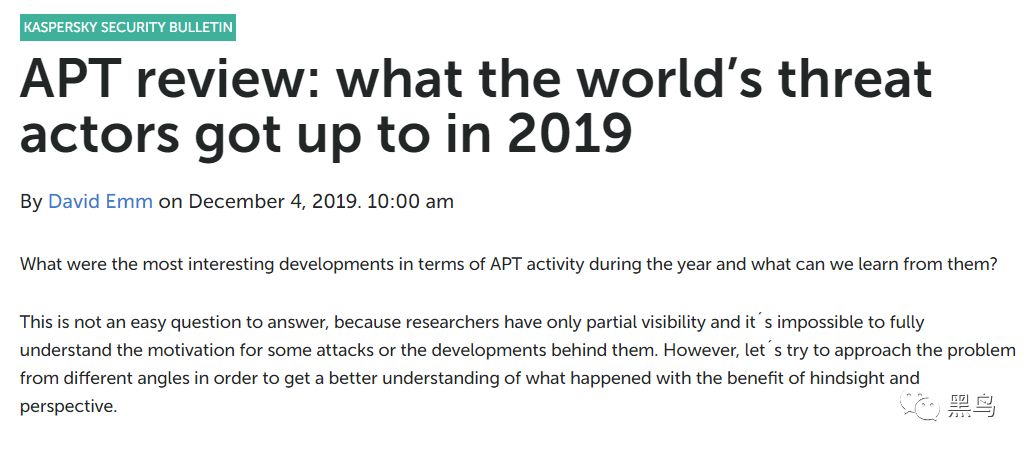 KASPERSKY SECURITY BULLETIN
APT review: what the world’s threat
actors got up to in 2019
By David Emm on December 4, 2019. 10:00 am
What were the most interesting developments in terms of APT activity during the year and what can we learn from them?
This is not an easy question to answer, because researchers have only partial visibility and it´s impossible to fully
understand the motivation for some attacks or the developments behind them. However, let´s try to approach the problem
from different angles in order to get a better understanding of what happened with the benefit of hindsight and
perspective.
黑鸟